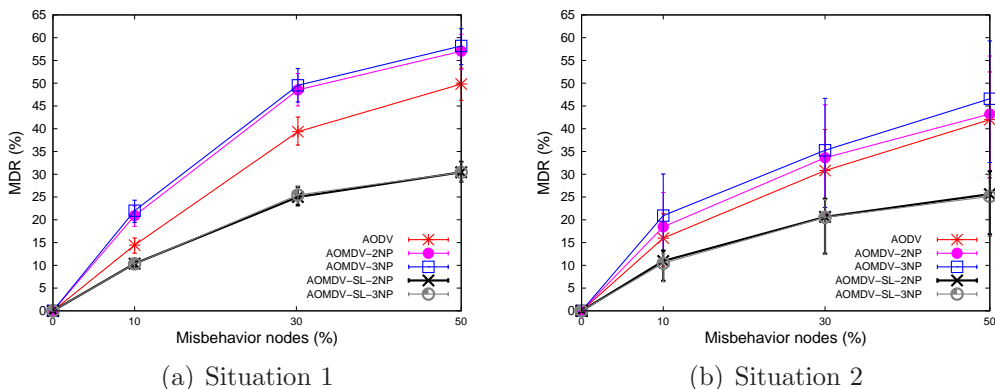 65
60
55
50
45
40
35
30
25
20
15
10
5
0
MDR (%)
0 10 30 50
Misbehavior nodes (%)
AODV
AOMDV-2NP
AOMDV-3NP
AOMDV-SL-2NP
AOMDV-SL-3NP
(a) Situation 1
65
60
55
50
45
40
35
30
25
20
15
10
5
0
MDR (%)
0 10 30 50
Misbehavior nodes (%)
AODV
AOMDV-2NP
AOMDV-3NP
AOMDV-SL-2NP
AOMDV-SL-3NP
(b) Situation 2